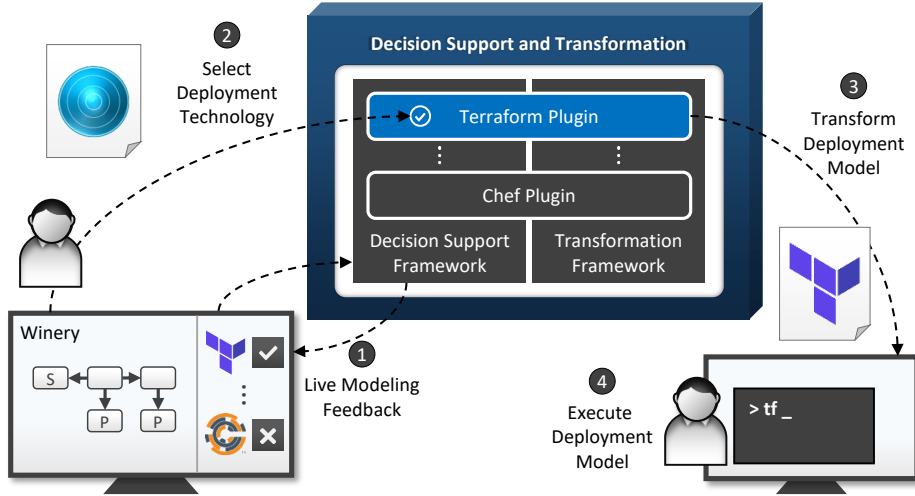 2
Select
Deployment
Technology
Decision Support and Transformation
Terraform Plugin
Chef Plugin
Decision Support
Framework
Transformation
Framework
3
Transform
Deployment
Model
Winery
S
P
P
1
Live Modeling
Feedback
4
Execute
Deployment
Model
> tf _